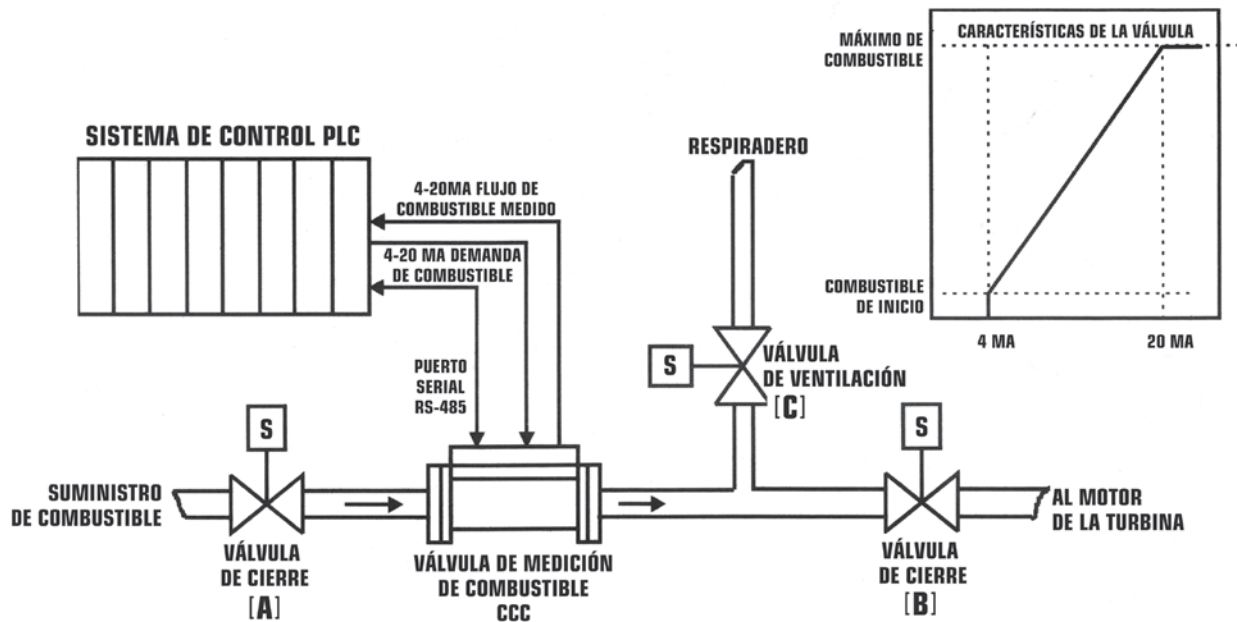 CARACTERÍSTICAS DE LA VÁLVULA
MÁXIMO DE
COMBUSTIBLE
COMBUSTIBLE
DE INICIO
4 MA
20 MA
SISTEMA DE CONTROL PLC
4-20MA FLUJO DE
COMBUSTIBLE MEDIDO
4-20 MA DEMANDA
DE COMBUSTIBLE
PUERTO
SERIAL
RS-485
RESPIRADERO
S
VÁLVULA
DE VENTILACIÓN
[C]
S
S
SUMINISTRO
DE COMBUSTIBLE
AL MOTOR
DE LA TURBINA
VÁLVULA
DE CIERRE
[A]
VÁLVULA DE MEDICIÓN
DE COMBUSTIBLE
CCC
VÁLVULA
DE CIERRE
[B]